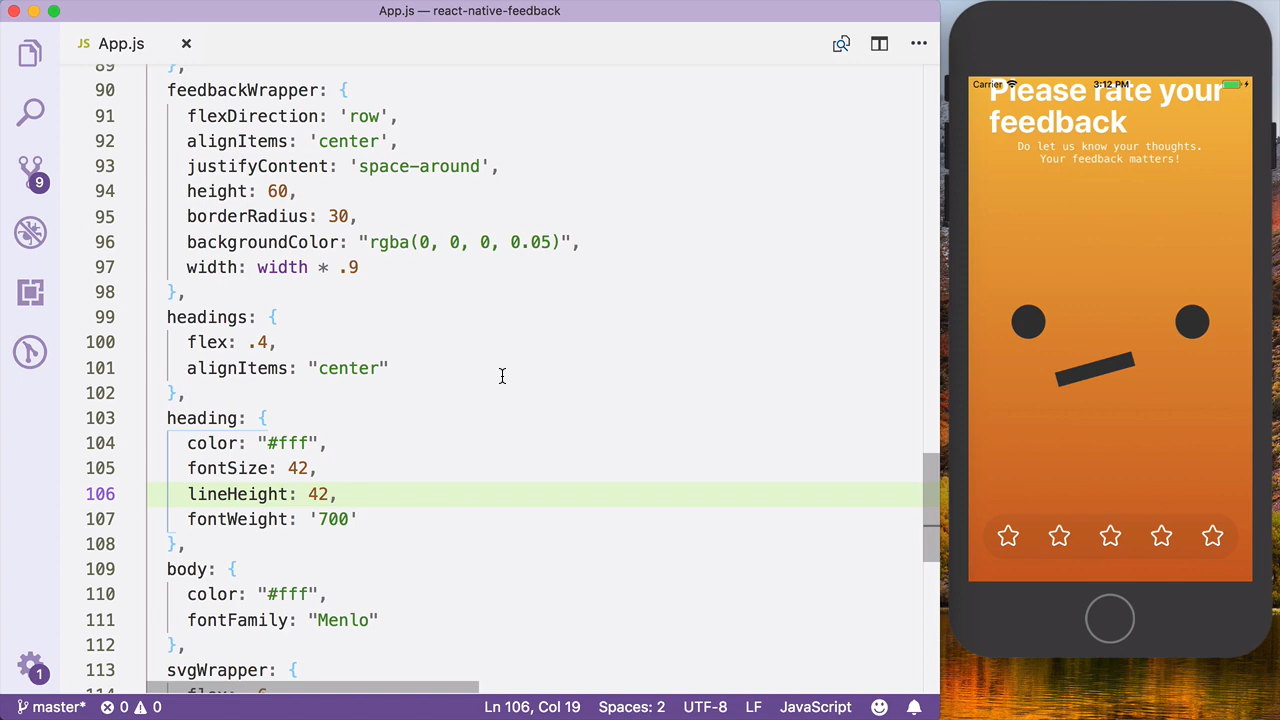 App.js — react-native-feedback
JS App.js
89 },
90 feedbackWrapper: {
91 flexDirection: 'row',
92 alignItems: 'center',
93 justifyContent: 'space-around',
94 height: 60,
95 borderRadius: 30,
96 backgroundColor: "rgba(0, 0, 0, 0.05)",
97 width: width * .9
98 },
99 headings: {
100 flex: .4,
101 alignItems: "center"
102 },
103 heading: {
104 color: "#fff",
105 fontSize: 42,
106 lineHeight: 42,
107 fontWeight: '700'
108 },
109 body: {
110 color: "#fff",
111 fontFamily: "Menlo"
112 },
113 svgWrapper: {
9
1
master* 0 0
Ln 106, Col 19 Spaces: 2 UTF-8 LF JavaScript
Carrier 3:12 PM
Please rate your
feedback
Do let us know your thoughts.
Your feedback matters!